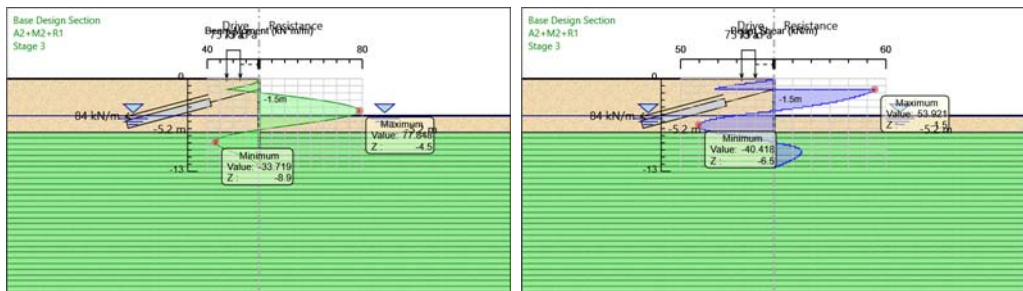 Base Design Section
A2+M2+R1
Stage 3
Drive Resistance
40 80
0
-1.5m
84 kN/m
-5.2 m
Maximum
Value: 77.848
Z : -4.5
Minimum
Value: -33.719
Z : -8.9
-13
Base Design Section
A2+M2+R1
Stage 3
Drive Resistance
50 60
0
-1.5m
84 kN/m
-5.2 m
Maximum
Value: 53.921
Z : -1.5
-5.2 m
Minimum
Value: -40.418
Z : -6.5
-13